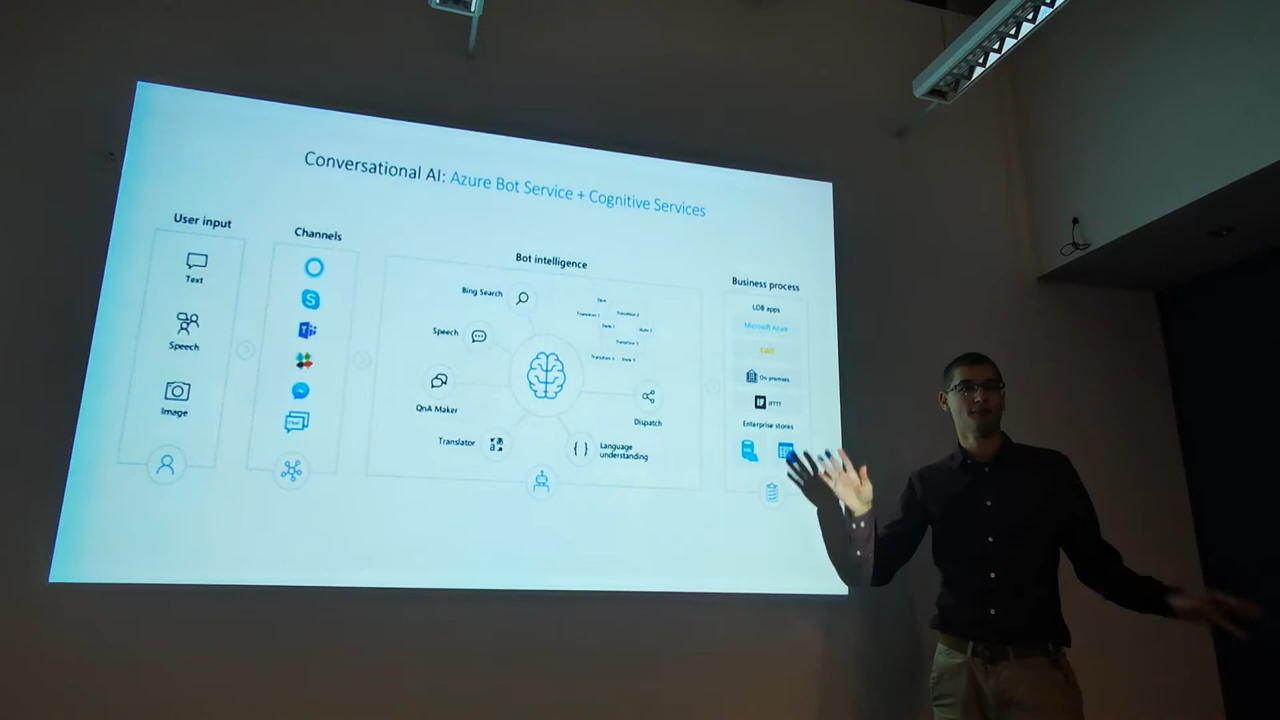 Conversational AI: Azure Bot Service + Cognitive Services
User input
Text
Speech
Image
Channels
Bot intelligence
Bing Search
Speech
QnA Maker
Translator
Language
understanding
Dispatch
Business process
LOB apps
Microsoft Azure
On-premises
IFTTT
Enterprise stores